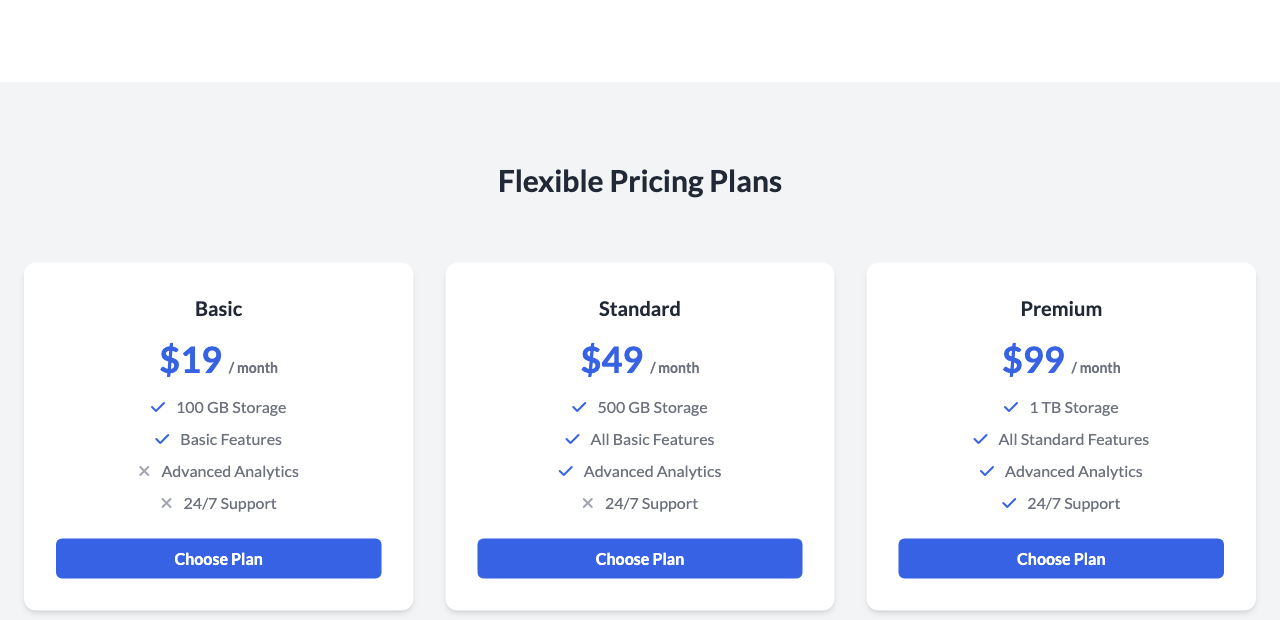 Flexible Pricing Plans
Basic
$19 / month
100 GB Storage
Basic Features
Advanced Analytics
24/7 Support
Choose Plan
Standard
$49 / month
500 GB Storage
All Basic Features
Advanced Analytics
24/7 Support
Choose Plan
Premium
$99 / month
1 TB Storage
All Standard Features
Advanced Analytics
24/7 Support
Choose Plan